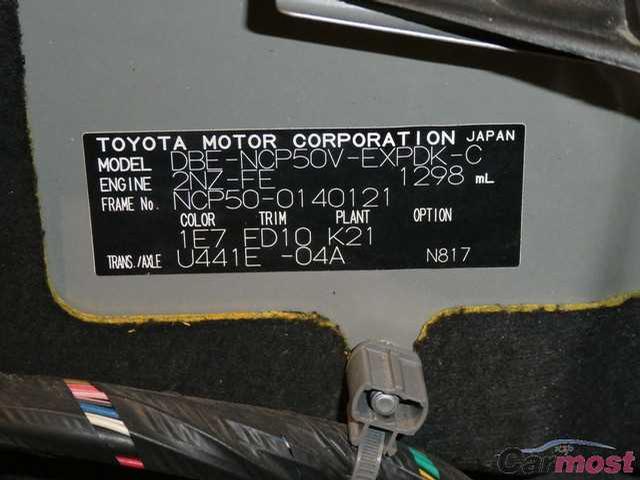 TOYOTA MOTOR CORPORATION JAPAN
MODEL DBE-NCP50V-EXPDK-C
ENGINE 2NZ-FE 1298 mL
FRAME No. NCP50-0140121
COLOR TRIM PLANT OPTION
1E7 ED10 K21
TRANS./AXLE U441E -04A N817
Carmost